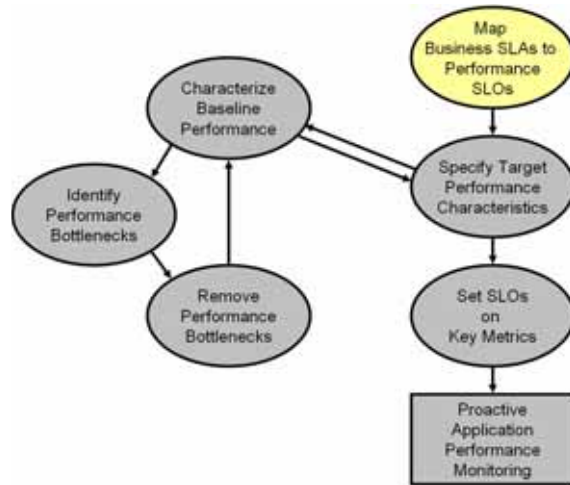 Map
Business SLAs to
Performance
SLOs
Characterize
Baseline
Performance
Specify Target
Performance
Characteristics
Identify
Performance
Bottlenecks
Remove
Performance
Bottlenecks
Set SLOs
on
Key Metrics
Proactive
Application
Performance
Monitoring